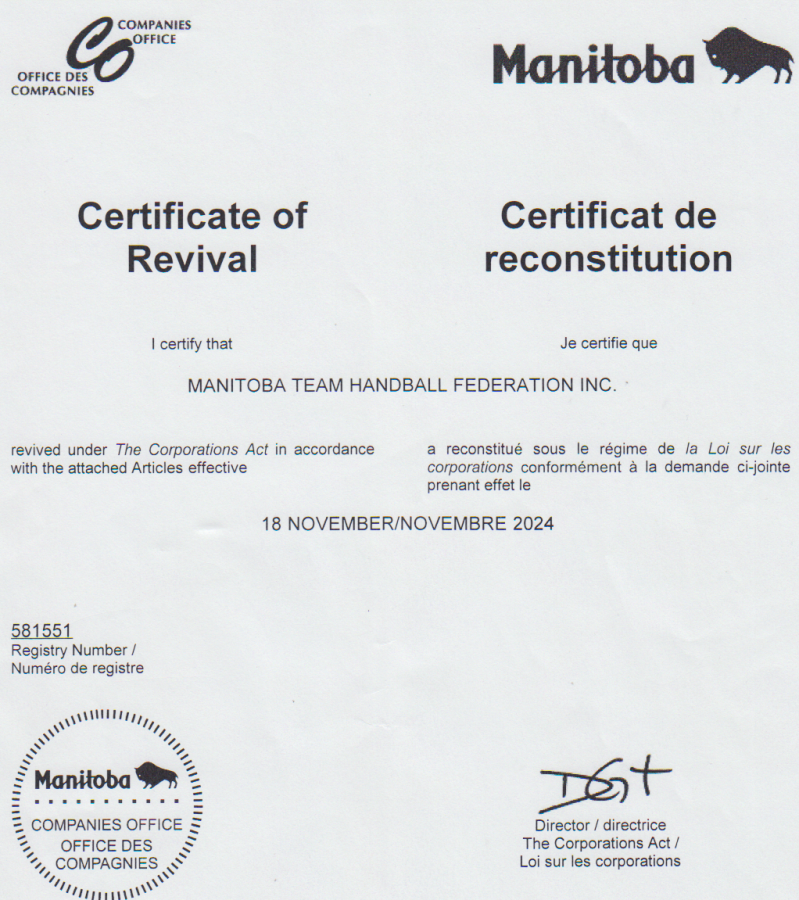 COMPANIES
OFFICE
OFFICE DES
COMPAGNIES
Manitoba
Certificate of
Revival
Certificat de
reconstitution
I certify that
Je certifie que
MANITOBA TEAM HANDBALL FEDERATION INC.
revived under The Corporations Act in accordance
with the attached Articles effective
a reconstitué sous le régime de la Loi sur les
corporations conformément à la demande ci-jointe
prenant effet le
18 NOVEMBER/NOVEMBRE 2024
581551
Registry Number /
Numéro de registre
Manitoba
COMPANIES OFFICE
OFFICE DES
COMPAGNIES
Director / directrice
The Corporations Act /
Loi sur les corporations